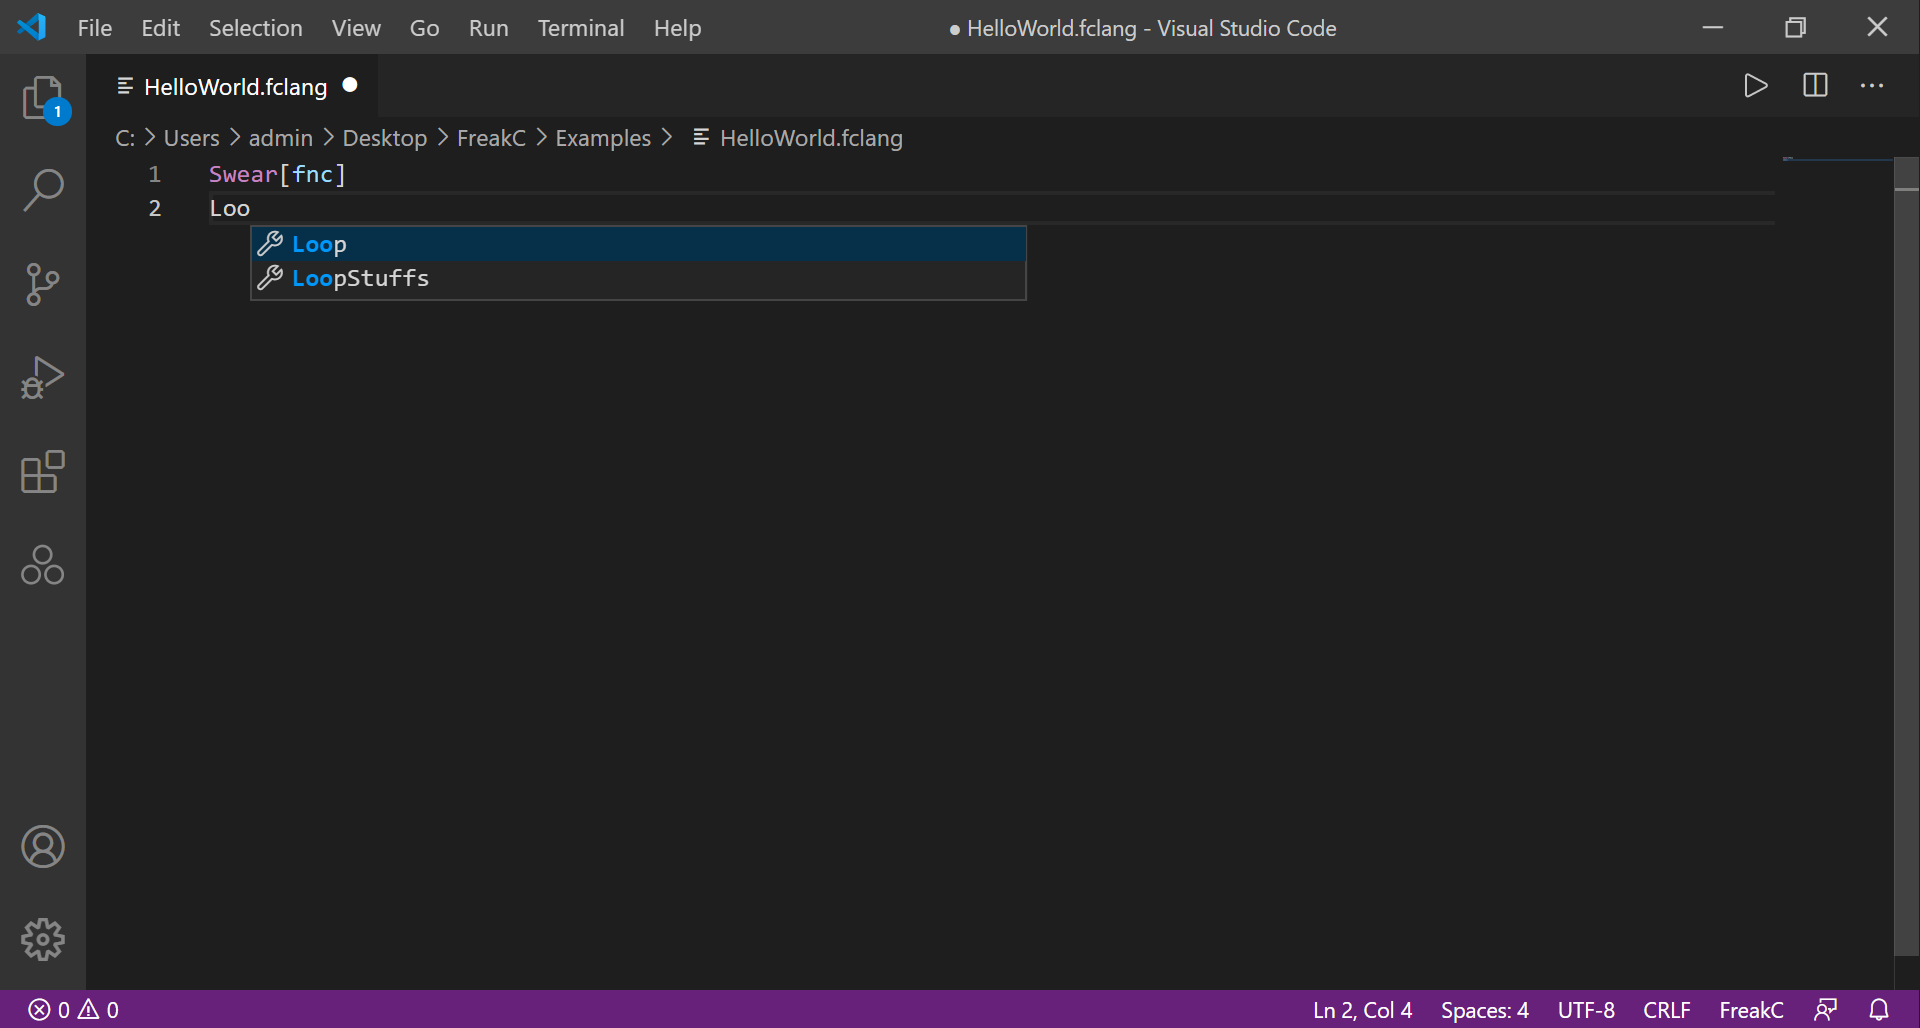 File Edit Selection View Go Run Terminal Help ● HelloWorld.fclang - Visual Studio Code
HelloWorld.fclang ●
1
C: > Users > admin > Desktop > FreakC > Examples > HelloWorld.fclang
1 Swear[fnc]
2 Loo
Loop
LoopStuffs
0 0 Ln 2, Col 4 Spaces: 4 UTF-8 CRLF FreakC